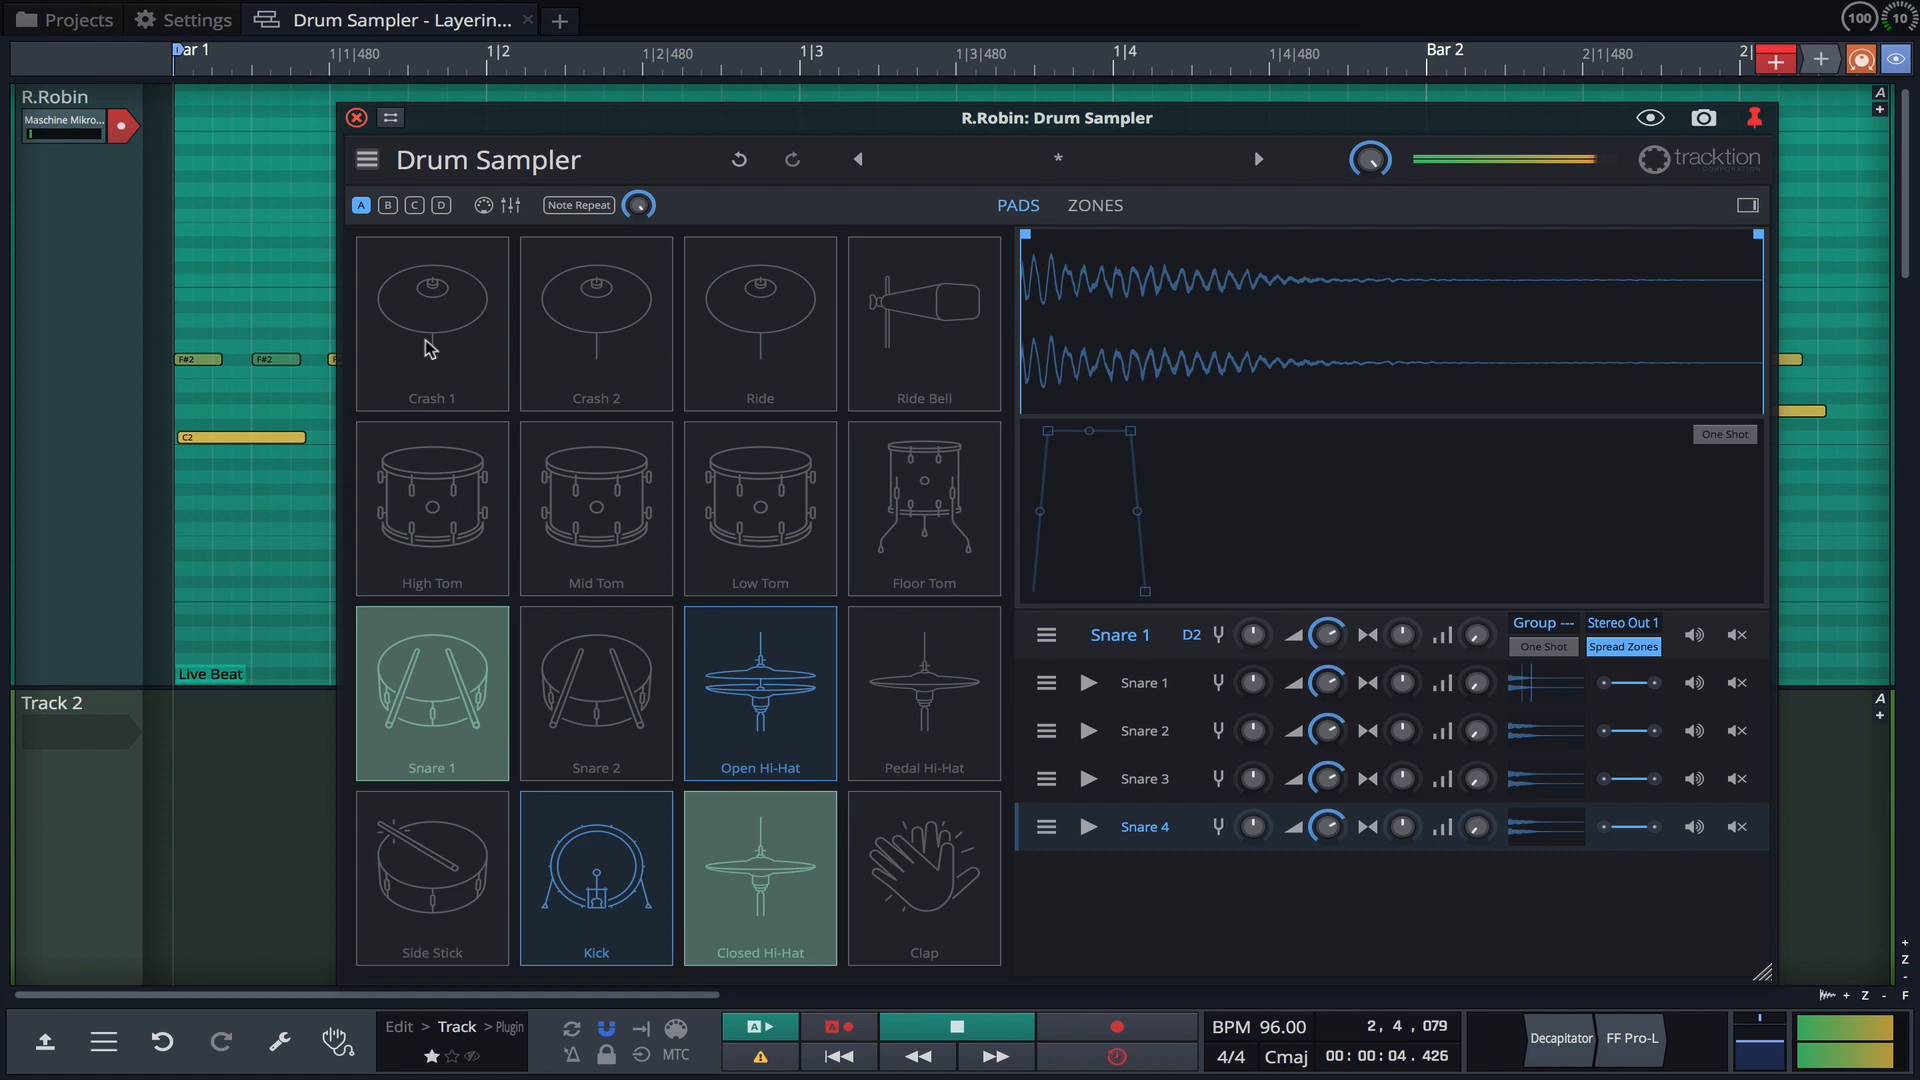 Projects
Settings
Drum Sampler - Layerin...
100
10
Bar 1
1|1|480
1|2
1|2|480
1|3
1|3|480
1|4
1|4|480
Bar 2
2|1|480
2|
R.Robin
Maschine Mikro...
A
R.Robin: Drum Sampler
Drum Sampler
*
tracktion
CORPORATION
A B C D
Note Repeat
PADS
ZONES
Crash 1
Crash 2
Ride
Ride Bell
F#2
F#2
C2
One Shot
High Tom
Mid Tom
Low Tom
Floor Tom
Live Beat
Track 2
A
Snare 1
Snare 2
Open Hi-Hat
Pedal Hi-Hat
Side Stick
Kick
Closed Hi-Hat
Clap
Snare 1
D2
Group ---
Stereo Out 1
One Shot
Spread Zones
Snare 1
Snare 2
Snare 3
Snare 4
+
Z
-
+ Z - F
Edit > Track > Plugin
MTC
A
A
BPM 96.00
2, 4, 079
4/4
Cmaj
00:00:04.426
Decapitator
FF Pro-L